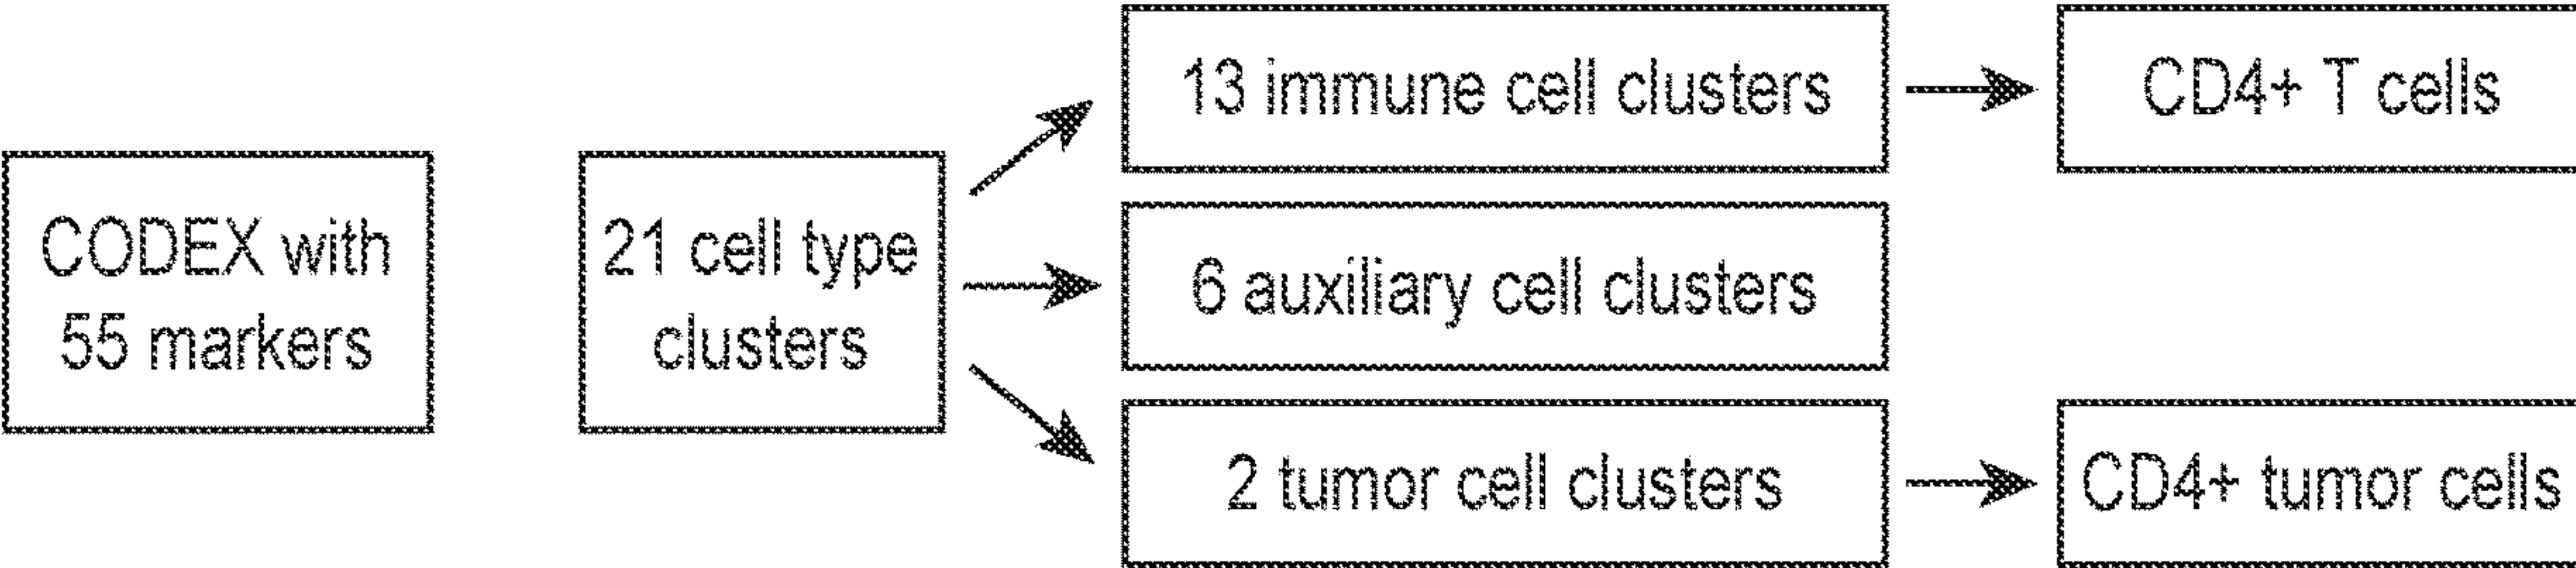 CODEX with
55 markers
21 cell type
clusters
13 immune cell clusters
6 auxiliary cell clusters
2 tumor cell clusters
CD4+ T cells
CD4+ tumor cells